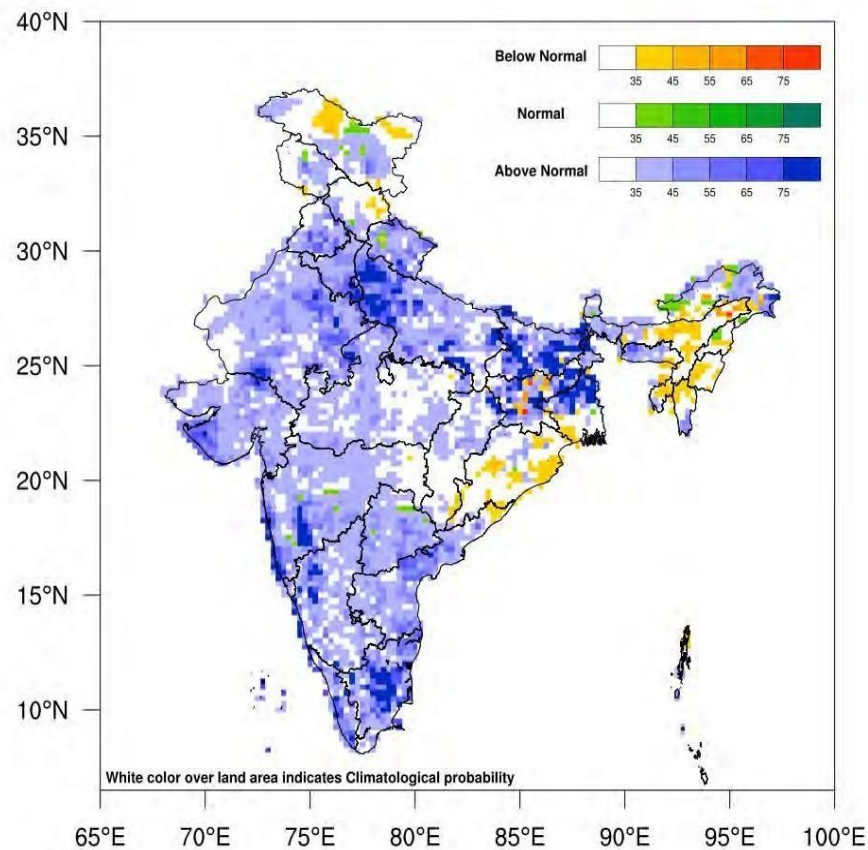 40°N
35°N
30°N
25°N
20°N
15°N
10°N
Below Normal
35 45 55 65 75
Normal
35 45 55 65 75
Above Normal
35 45 55 65 75
White color over land area indicates Climatological probability
65°E 70°E 75°E 80°E 85°E 90°E 95°E 100°E